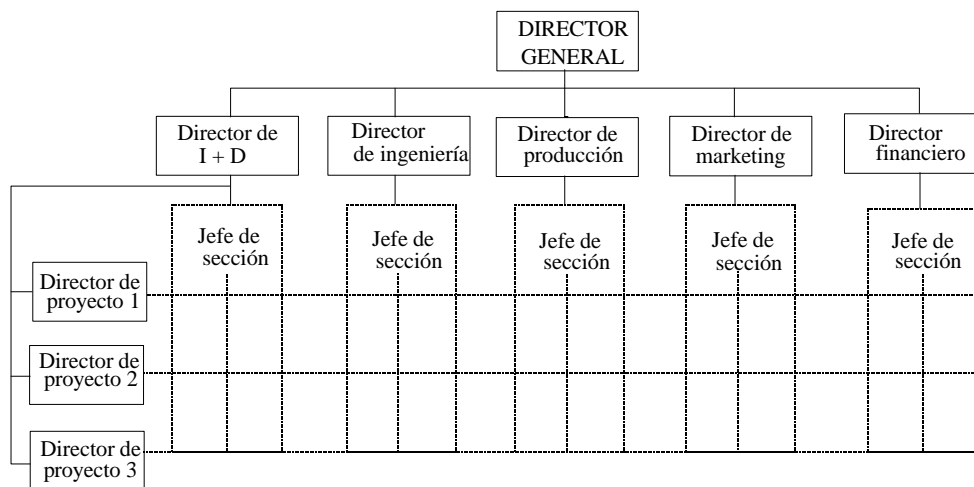 DIRECTOR
GENERAL
Director de
I + D
Director
de ingeniería
Director de
producción
Director de
marketing
Director
financiero
Jefe de
sección
Jefe de
sección
Jefe de
sección
Jefe de
sección
Jefe de
sección
Director de
proyecto 1
Director de
proyecto 2
Director de
proyecto 3